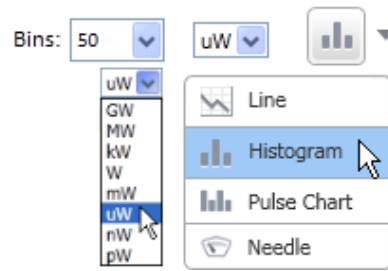 Bins: 50 uW
uW
GW
MW
kW
W
mW
uW
nW
pW
Line
Histogram
Pulse Chart
Needle